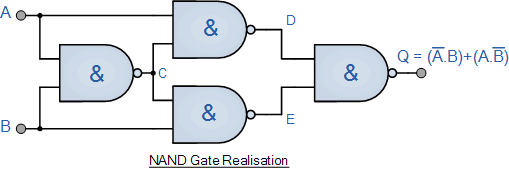 A
&
D
&
C
&
Q = (A̅.B)+(A.B̅)
B
&
E
NAND Gate Realisation